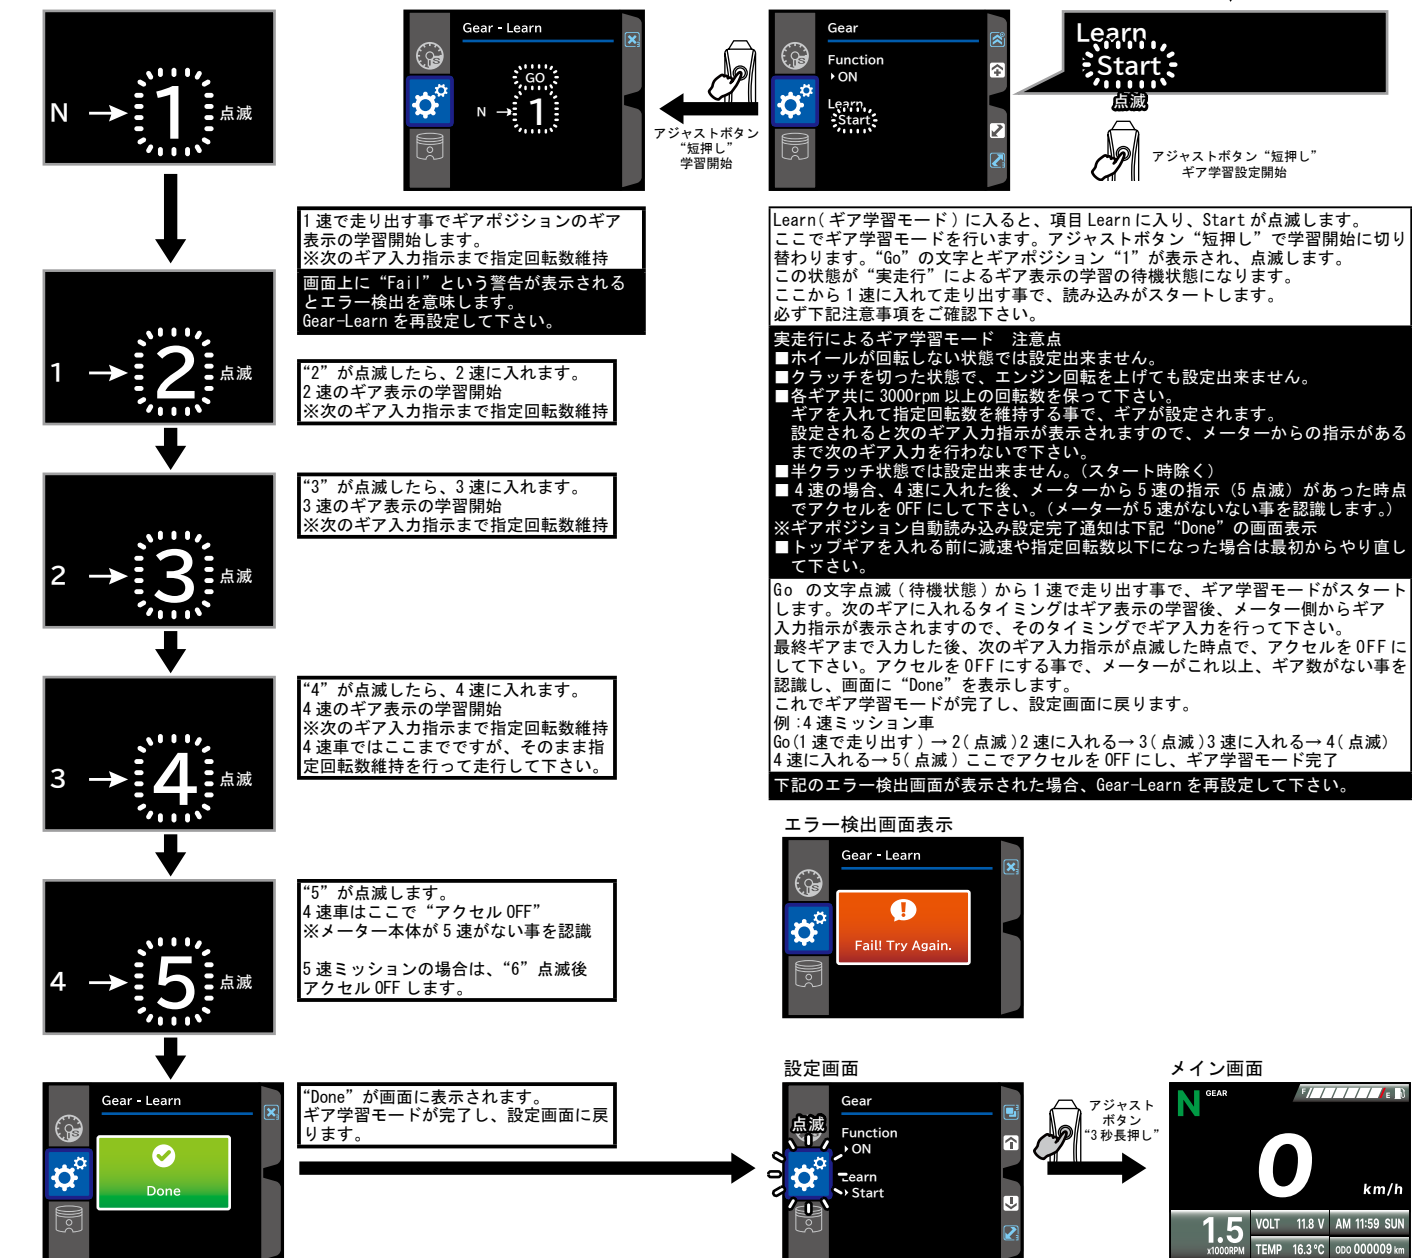 Learn
Start
点滅
アジャストボタン“短押し”
ギア学習設定開始
Gear
Function
ON
Learn
Start
アジャストボタン
“短押し”
学習開始
Gear - Learn
GO
N → 1
N → 1 点滅
Learn(ギア学習モード)に入ると、項目 Learn に入り、Start が点滅します。
ここでギア学習モードを行います。アジャストボタン“短押し”で学習開始に切り
替わります。“Go”の文字とギアポジション“1”が表示され、点滅します。
この状態が“実走行”によるギア表示の学習の待機状態になります。
ここから1速に入れて走り出す事で、読み込みがスタートします。
必ず下記注意事項をご確認下さい。
実走行によるギア学習モード　注意点
■ホイールが回転しない状態では設定出来ません。
■クラッチを切った状態で、エンジン回転を上げても設定出来ません。
■各ギア共に 3000rpm 以上の回転数を保って下さい。
ギアを入れて指定回転数を維持する事で、ギアが設定されます。
設定されると次のギア入力指示が表示されますので、メーターからの指示がある
まで次のギア入力を行わないで下さい。
■半クラッチ状態では設定出来ません。(スタート時除く)
■4速の場合、4速に入れた後、メーターから5速の指示（5点滅）があった時点
でアクセルを OFF にして下さい。(メーターが5速がないない事を認識します。)
※ギアポジション自動読み込み設定完了通知は下記“Done”の画面表示
■トップギアを入れる前に減速や指定回転数以下になった場合は最初からやり直し
て下さい。
Go の文字点滅(待機状態)から1速で走り出す事で、ギア学習モードがスタート
します。次のギアに入れるタイミングはギア表示の学習後、メーター側からギア
入力指示が表示されますので、そのタイミングでギア入力を行って下さい。
最終ギアまで入力した後、次のギア入力指示が点滅した時点で、アクセルを OFF に
して下さい。アクセルを OFF にする事で、メーターがこれ以上、ギア数がない事を
認識し、画面に“Done”を表示します。
これでギア学習モードが完了し、設定画面に戻ります。
例:4速ミッション車
Go(1速で走り出す)→2(点滅)2速に入れる→3(点滅)3速に入れる→4(点滅)
4速に入れる→5(点滅)ここでアクセルを OFF にし、ギア学習モード完了
下記のエラー検出画面が表示された場合、Gear-Learn を再設定して下さい。
1速で走り出す事でギアポジションのギア
表示の学習開始します。
※次のギア入力指示まで指定回転数維持
画面上に“Fail”という警告が表示される
とエラー検出を意味します。
Gear-Learn を再設定して下さい。
1 → 2 点滅
“2”が点滅したら、2速に入れます。
2速のギア表示の学習開始
※次のギア入力指示まで指定回転数維持
2 → 3 点滅
“3”が点滅したら、3速に入れます。
3速のギア表示の学習開始
※次のギア入力指示まで指定回転数維持
3 → 4 点滅
“4”が点滅したら、4速に入れます。
4速のギア表示の学習開始
※次のギア入力指示まで指定回転数維持
4速車ではここまでですが、そのまま指
定回転数維持を行って走行して下さい。
4 → 5 点滅
“5”が点滅します。
4速車はここで“アクセル OFF”
※メーター本体が5速がない事を認識
5速ミッションの場合は、“6”点滅後
アクセル OFF します。
エラー検出画面表示
Gear - Learn
Fail! Try Again.
Gear - Learn
Done
“Done”が画面に表示されます。
ギア学習モードが完了し、設定画面に戻
ります。
設定画面
点滅
Gear
Function
ON
Learn
Start
アジャスト
ボタン
“3秒長押し”
メイン画面
N GEAR
F E
0
km/h
1.5
x1000RPM
VOLT 11.8 V
AM 11:59 SUN
TEMP 16.3℃
ODO 000009 km